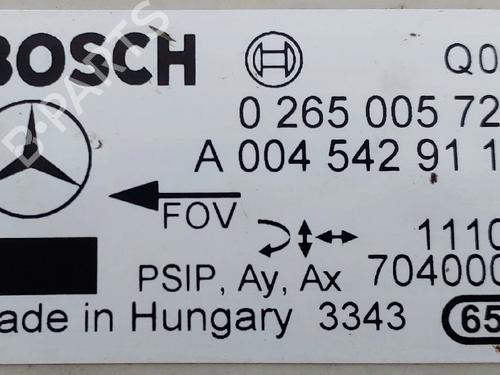 BOSCH
Q0
0 265 005 72
A 004 542 91 1
FOV
1110
PSIP, Ay, Ax 704000
ade in Hungary 3343 65
D-PARTS